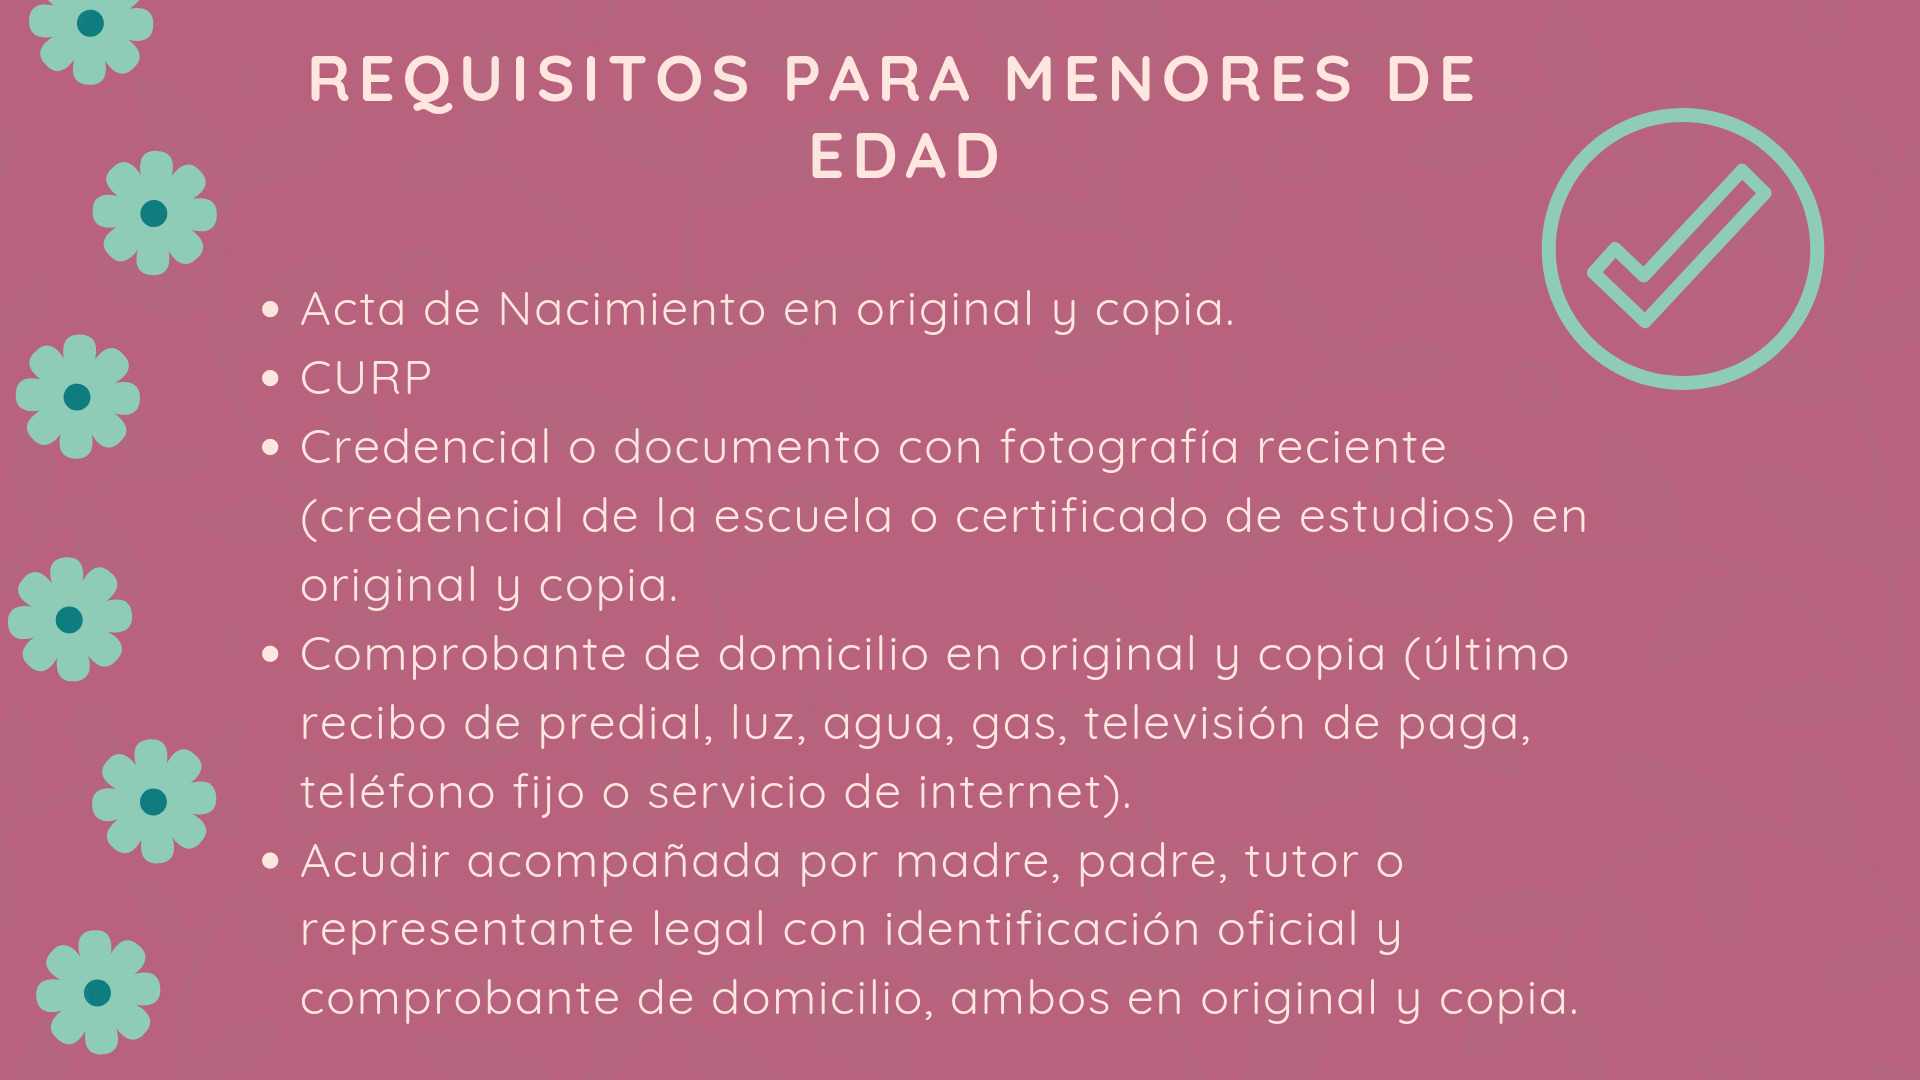 REQUISITOS PARA MENORES DE
EDAD
• Acta de Nacimiento en original y copia.
• CURP
• Credencial o documento con fotografía reciente
(credencial de la escuela o certificado de estudios) en
original y copia.
• Comprobante de domicilio en original y copia (último
recibo de predial, luz, agua, gas, televisión de paga,
teléfono fijo o servicio de internet).
• Acudir acompañada por madre, padre, tutor o
representante legal con identificación oficial y
comprobante de domicilio, ambos en original y copia.